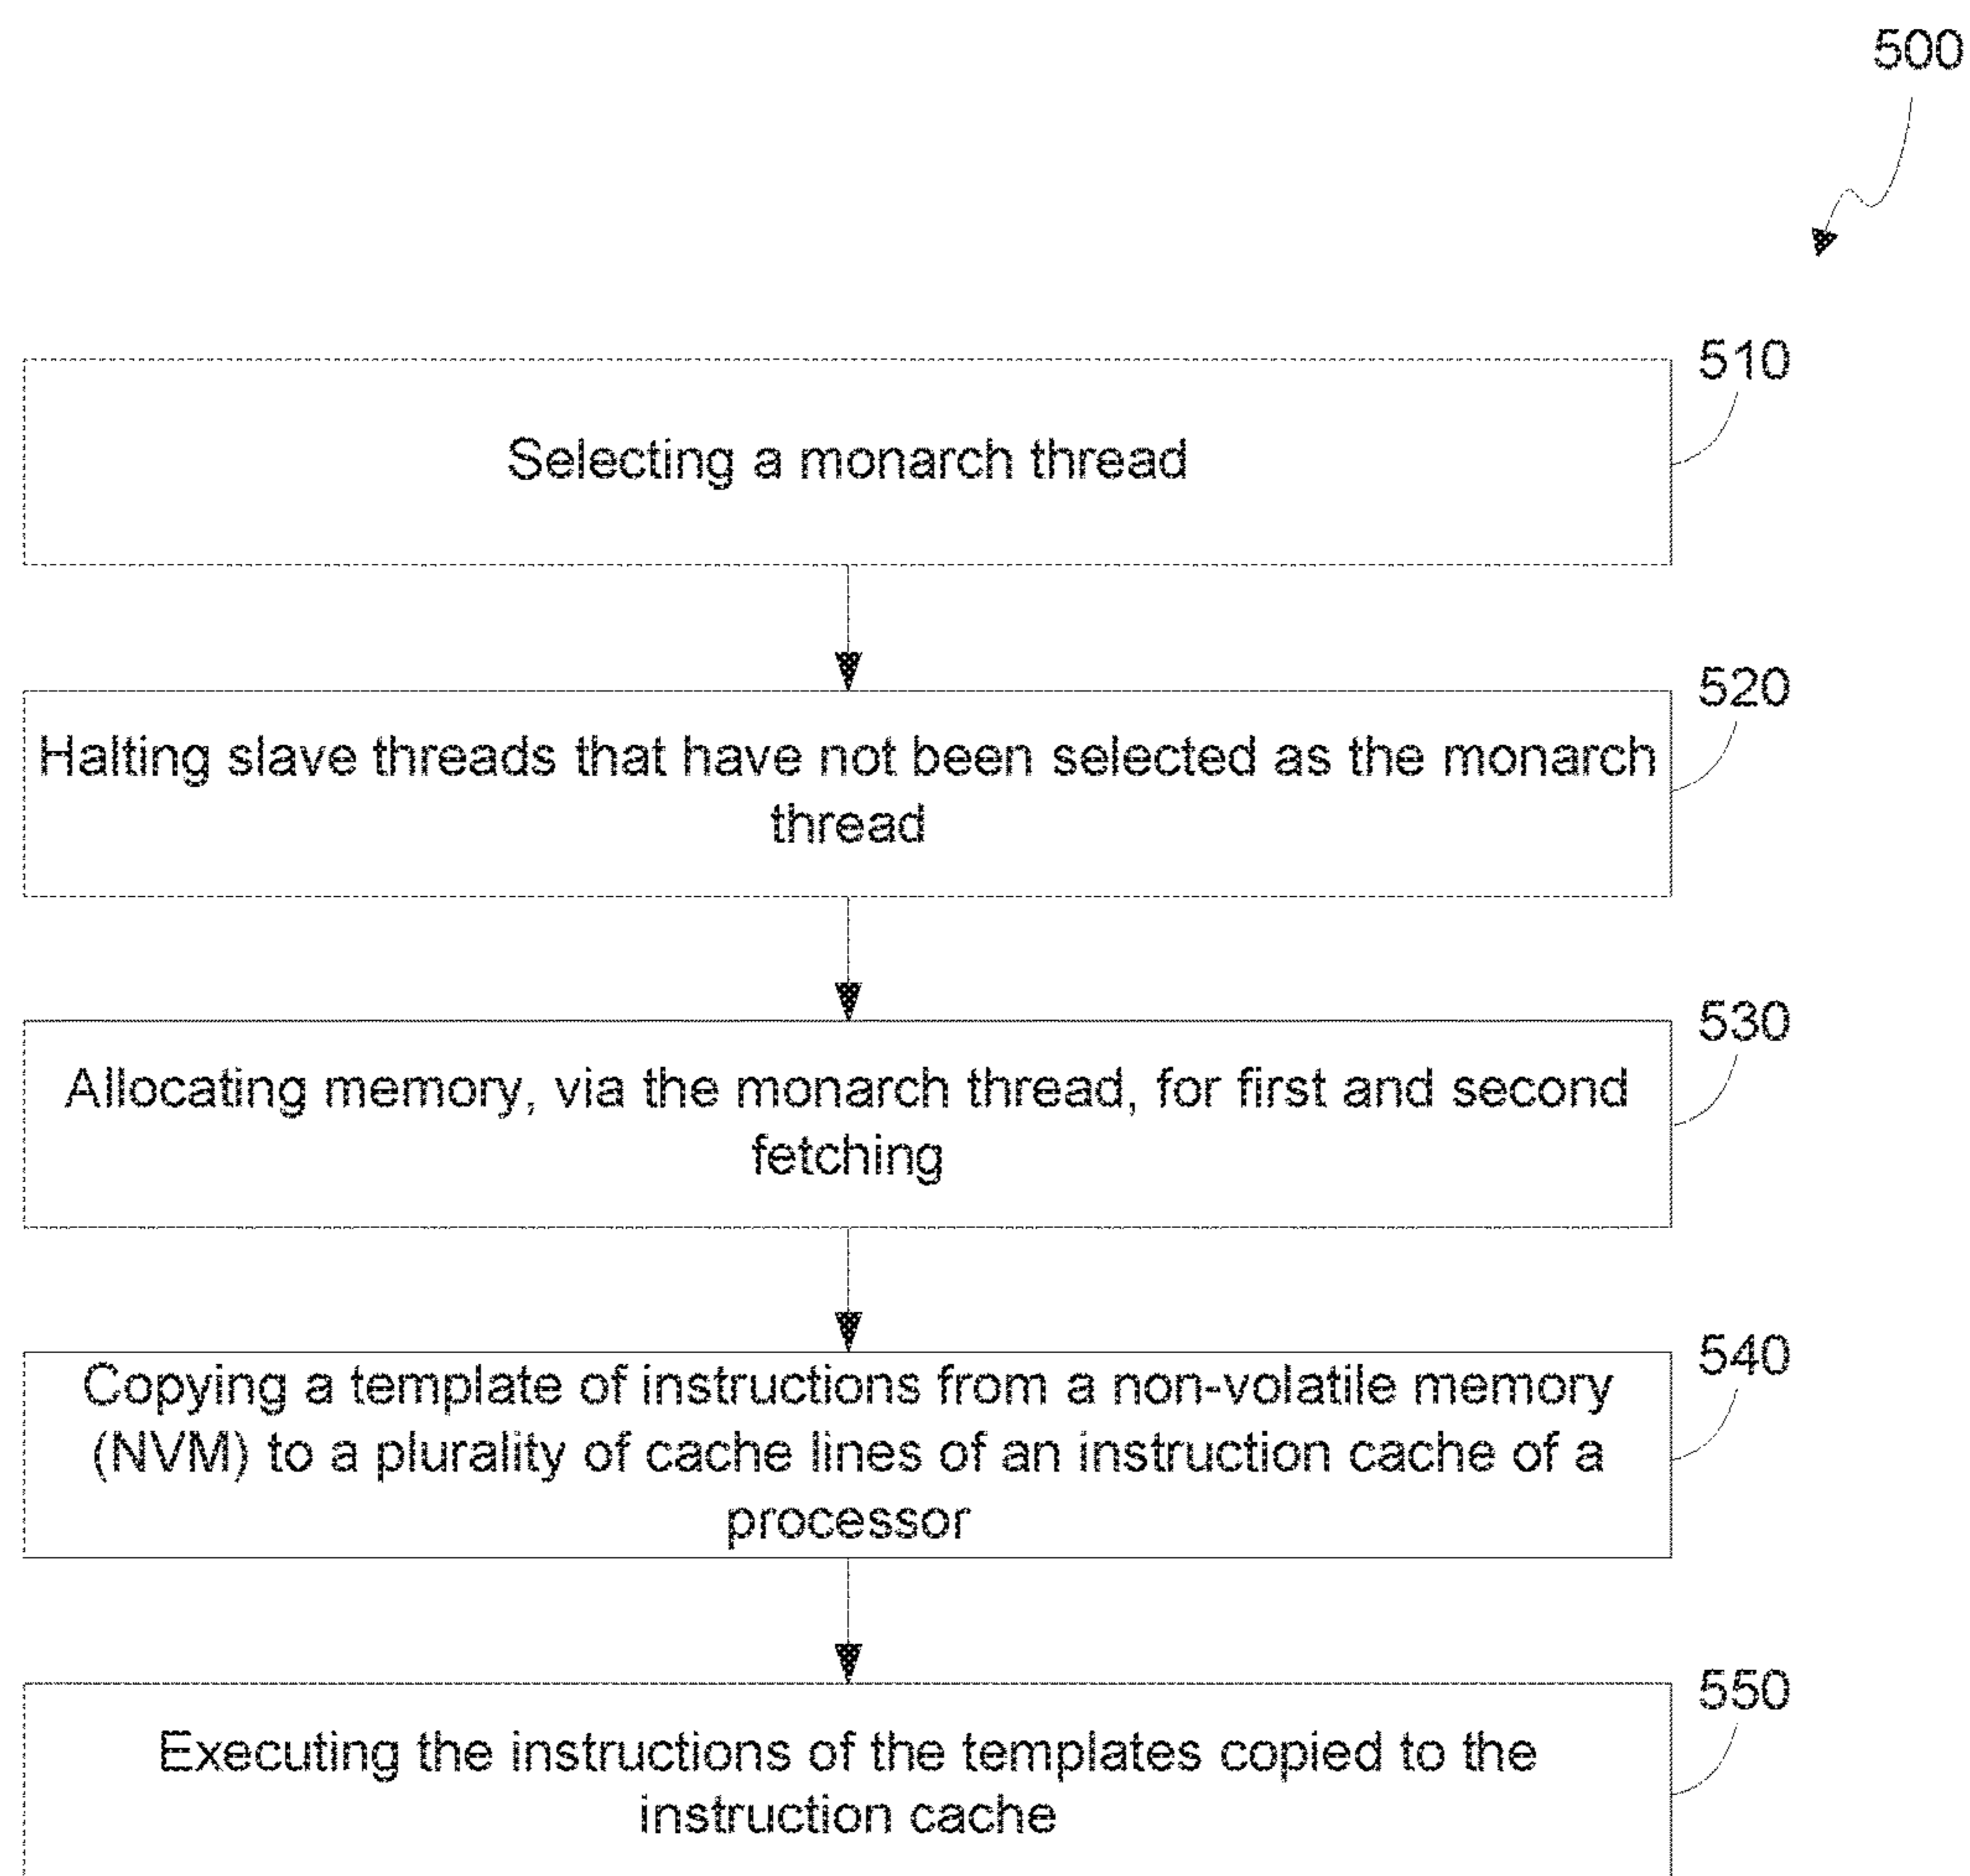 500
510
Selecting a monarch thread
520
Halting slave threads that have not been selected as the monarch
thread
530
Allocating memory, via the monarch thread, for first and second
fetching
540
Copying a template of instructions from a non-volatile memory
(NVM) to a plurality of cache lines of an instruction cache of a
processor
550
Executing the instructions of the templates copied to the
instruction cache